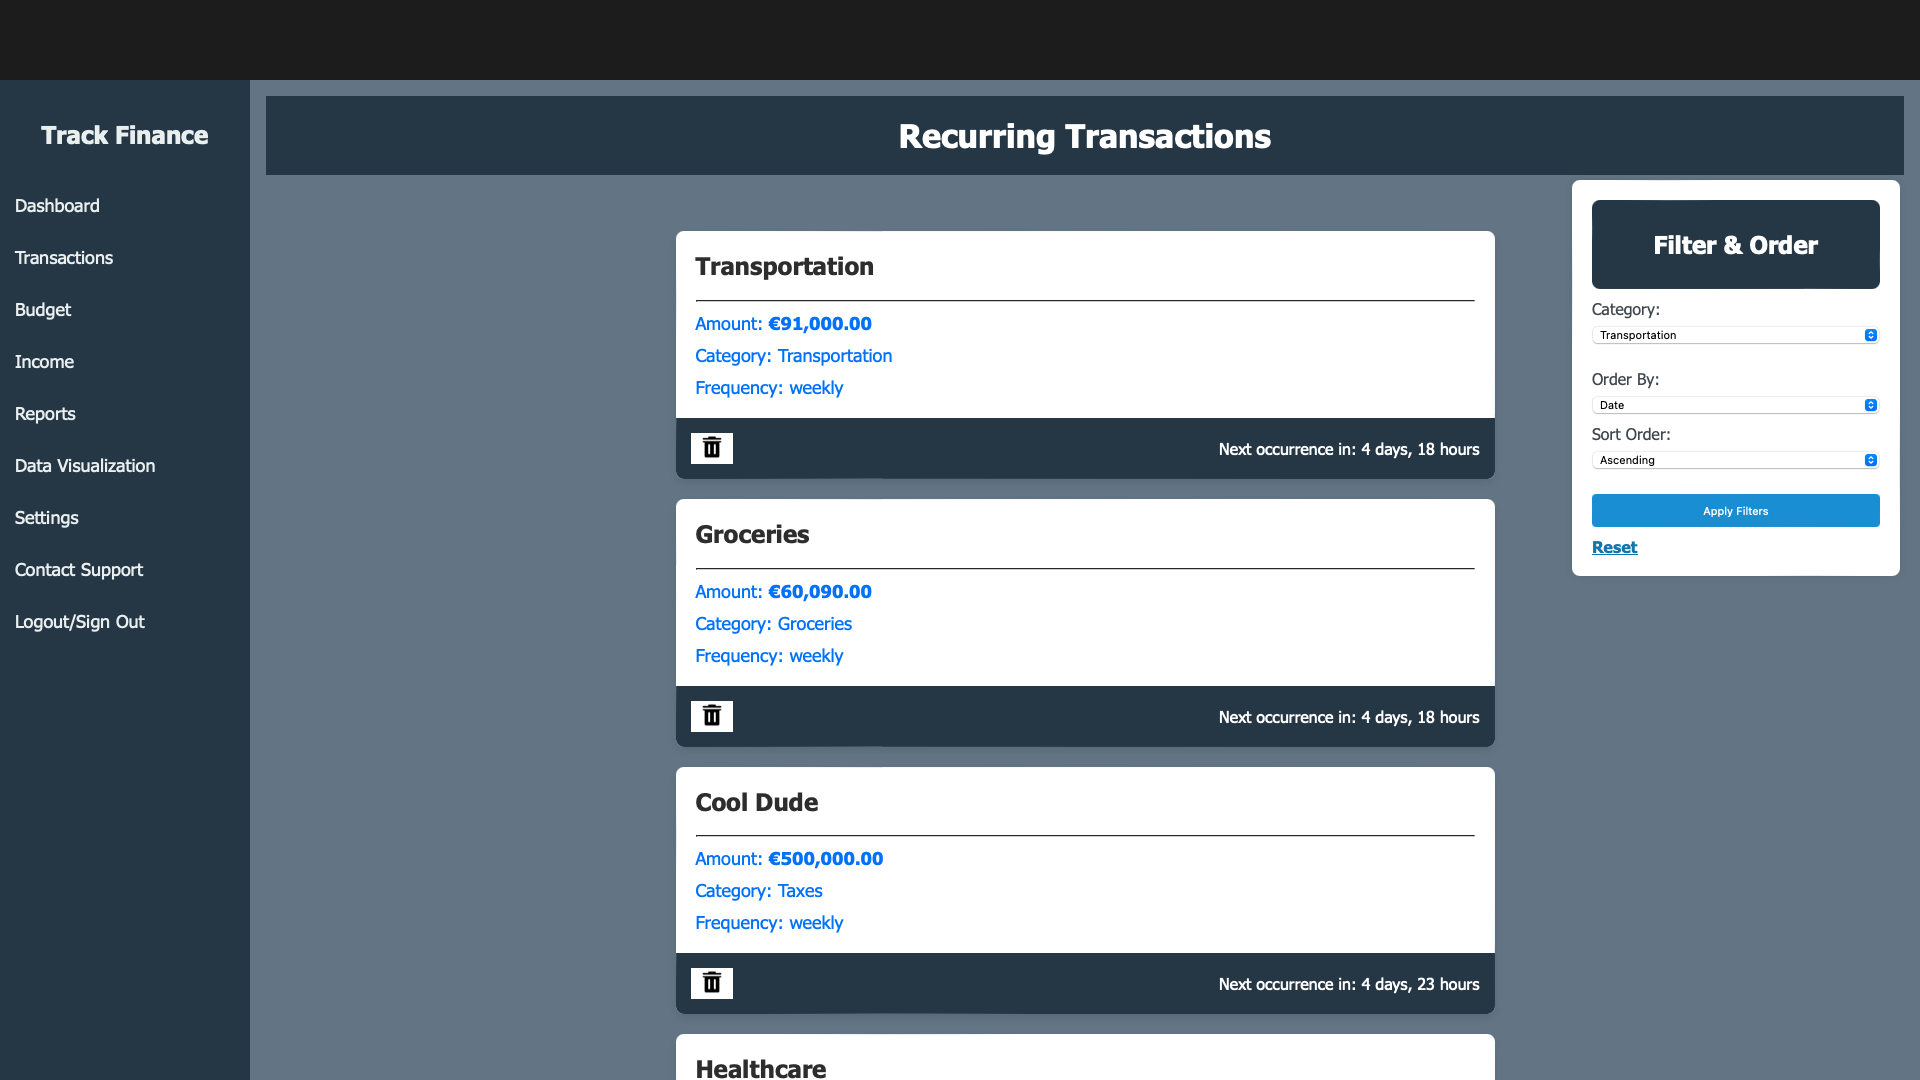 Track Finance
Dashboard
Transactions
Budget
Income
Reports
Data Visualization
Settings
Contact Support
Logout/Sign Out
Recurring Transactions
Transportation
Amount: €91,000.00
Category: Transportation
Frequency: weekly
Next occurrence in: 4 days, 18 hours
Groceries
Amount: €60,090.00
Category: Groceries
Frequency: weekly
Next occurrence in: 4 days, 18 hours
Cool Dude
Amount: €500,000.00
Category: Taxes
Frequency: weekly
Next occurrence in: 4 days, 23 hours
Healthcare
Filter & Order
Category:
Transportation
Order By:
Date
Sort Order:
Ascending
Apply Filters
Reset